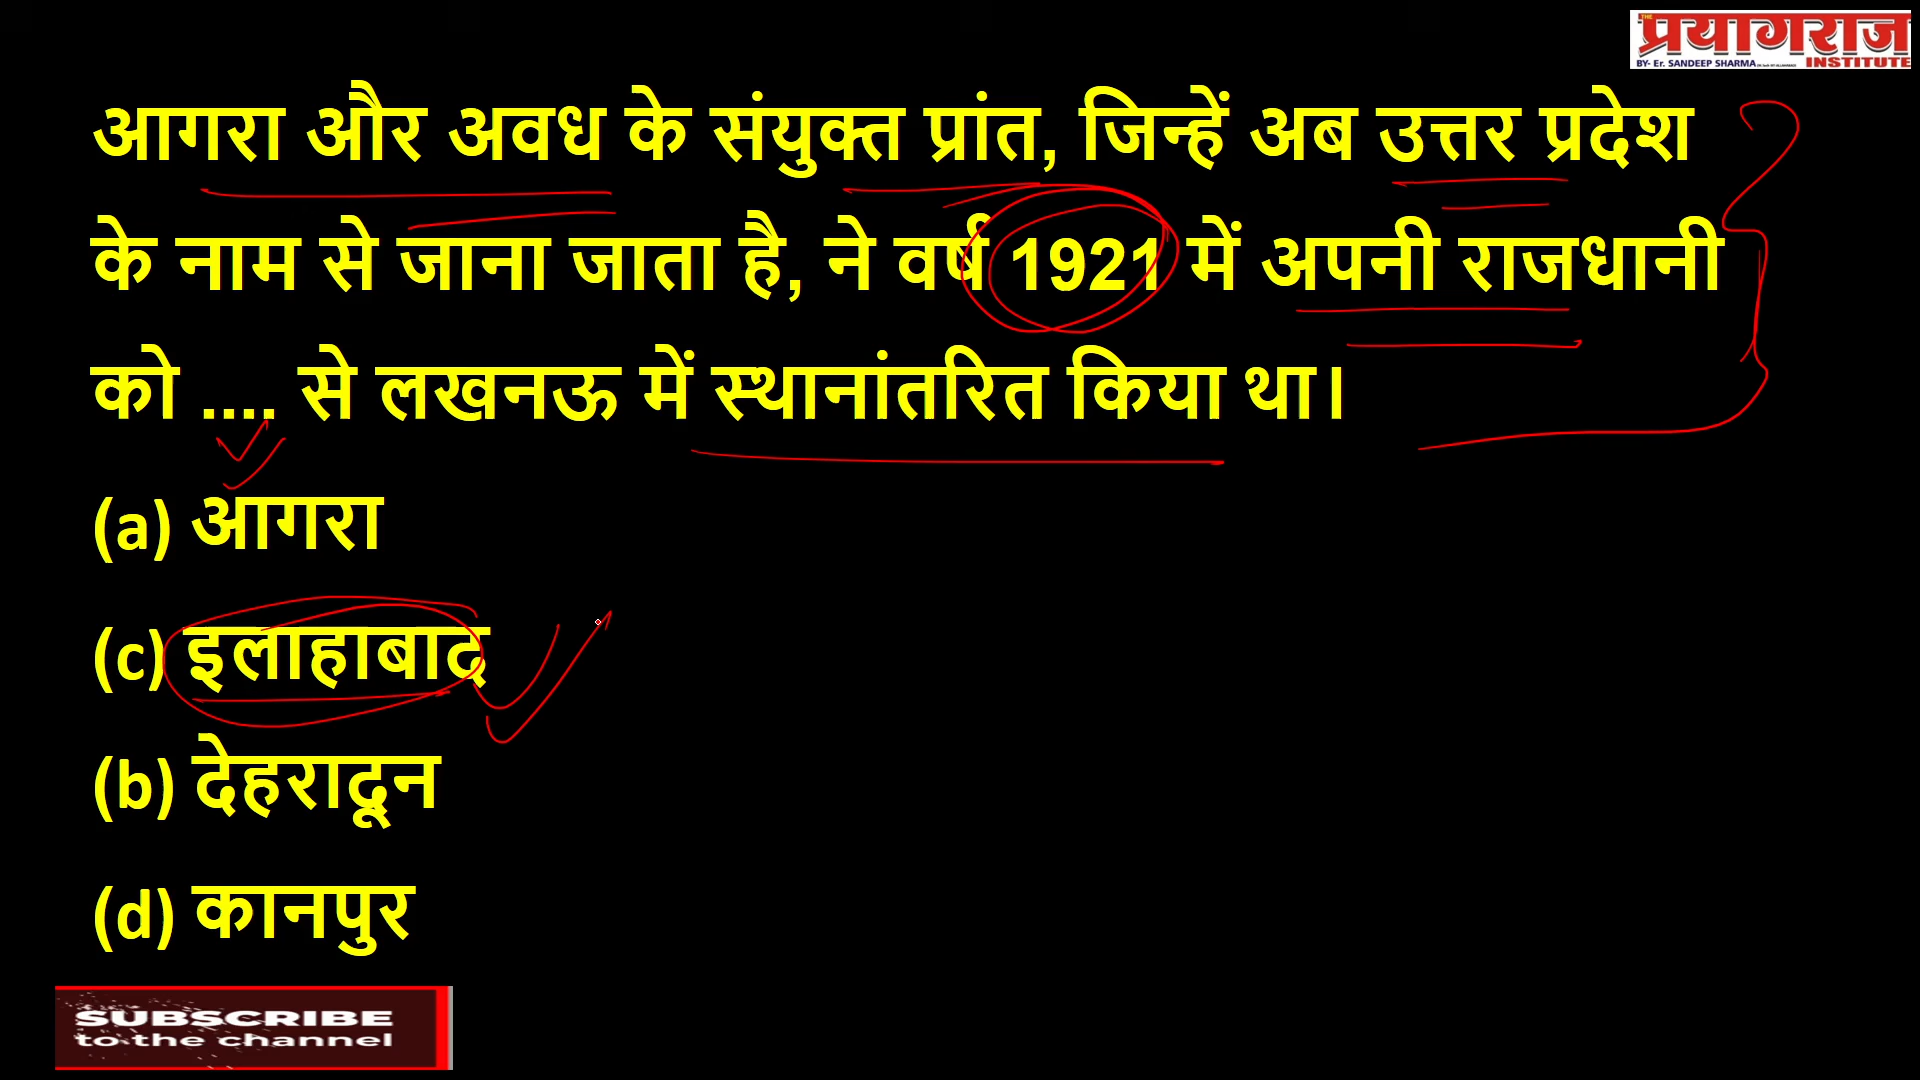 THE
प्रयागराज
BY- Er. SANDEEP SHARMA
INSTITUTE
आगरा और अवध के संयुक्त प्रांत, जिन्हें अब उत्तर प्रदेश
के नाम से जाना जाता है, ने वर्ष 1921 में अपनी राजधानी
को .... से लखनऊ में स्थानांतरित किया था।
(a) आगरा
(c) इलाहाबाद
(b) देहरादून
(d) कानपुर
SUBSCRIBE
to the channel